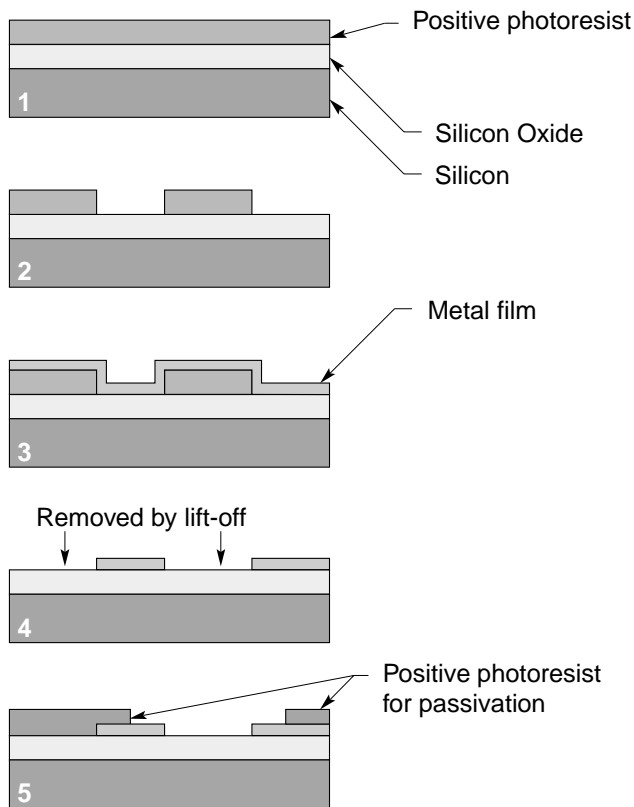 Positive photoresist
1
Silicon Oxide
Silicon
2
Metal film
3
Removed by lift-off
4
Positive photoresist
for passivation
5